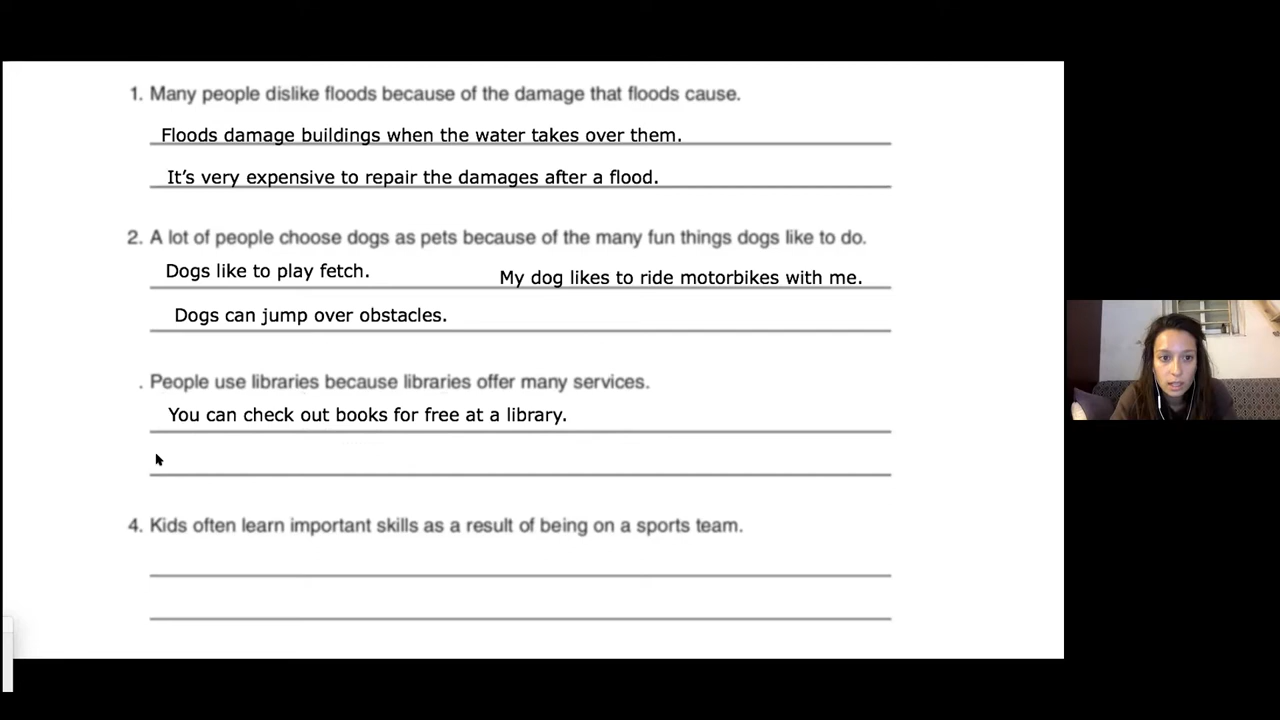 1. Many people dislike floods because of the damage that floods cause.
Floods damage buildings when the water takes over them.
It's very expensive to repair the damages after a flood.
2. A lot of people choose dogs as pets because of the many fun things dogs like to do.
Dogs like to play fetch. My dog likes to ride motorbikes with me.
Dogs can jump over obstacles.
. People use libraries because libraries offer many services.
You can check out books for free at a library.
4. Kids often learn important skills as a result of being on a sports team.